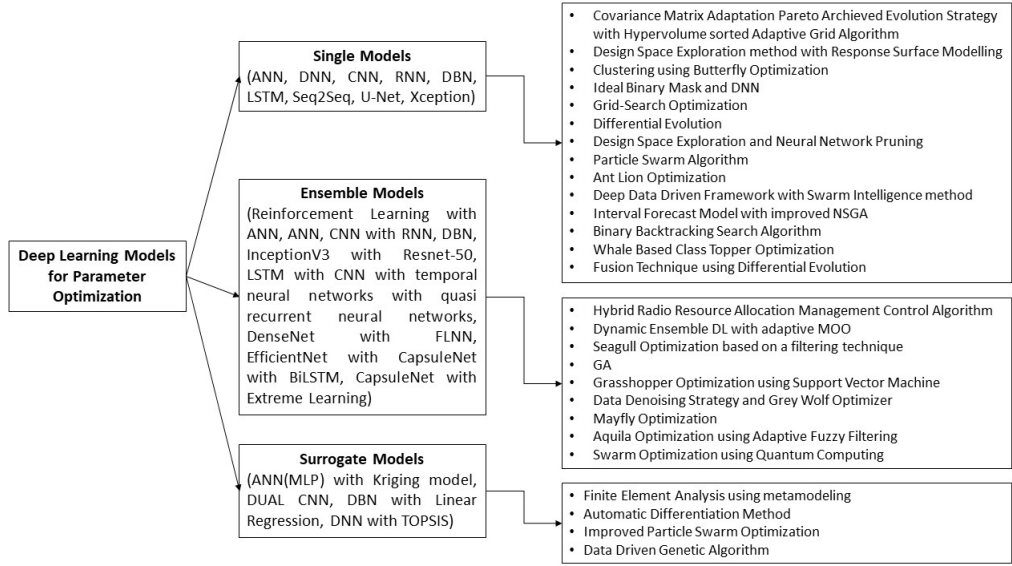 Deep Learning Models
for Parameter
Optimization
Single Models
(ANN, DNN, CNN, RNN, DBN,
LSTM, Seq2Seq, U-Net, Xception)
Ensemble Models
(Reinforcement Learning with
ANN, ANN, CNN with RNN, DBN,
InceptionV3 with Resnet-50,
LSTM with CNN with temporal
neural networks with quasi
recurrent neural networks,
DenseNet with FLNN,
EfficientNet with CapsuleNet
with BiLSTM, CapsuleNet with
Extreme Learning)
Surrogate Models
(ANN(MLP) with Kriging model,
DUAL CNN, DBN with Linear
Regression, DNN with TOPSIS)
• Covariance Matrix Adaptation Pareto Archieved Evolution Strategy
with Hypervolume sorted Adaptive Grid Algorithm
• Design Space Exploration method with Response Surface Modelling
• Clustering using Butterfly Optimization
• Ideal Binary Mask and DNN
• Grid-Search Optimization
• Differential Evolution
• Design Space Exploration and Neural Network Pruning
• Particle Swarm Algorithm
• Ant Lion Optimization
• Deep Data Driven Framework with Swarm Intelligence method
• Interval Forecast Model with improved NSGA
• Binary Backtracking Search Algorithm
• Whale Based Class Topper Optimization
• Fusion Technique using Differential Evolution
• Hybrid Radio Resource Allocation Management Control Algorithm
• Dynamic Ensemble DL with adaptive MOO
• Seagull Optimization based on a filtering technique
• GA
• Grasshopper Optimization using Support Vector Machine
• Data Denoising Strategy and Grey Wolf Optimizer
• Mayfly Optimization
• Aquila Optimization using Adaptive Fuzzy Filtering
• Swarm Optimization using Quantum Computing
• Finite Element Analysis using metamodeling
• Automatic Differentiation Method
• Improved Particle Swarm Optimization
• Data Driven Genetic Algorithm